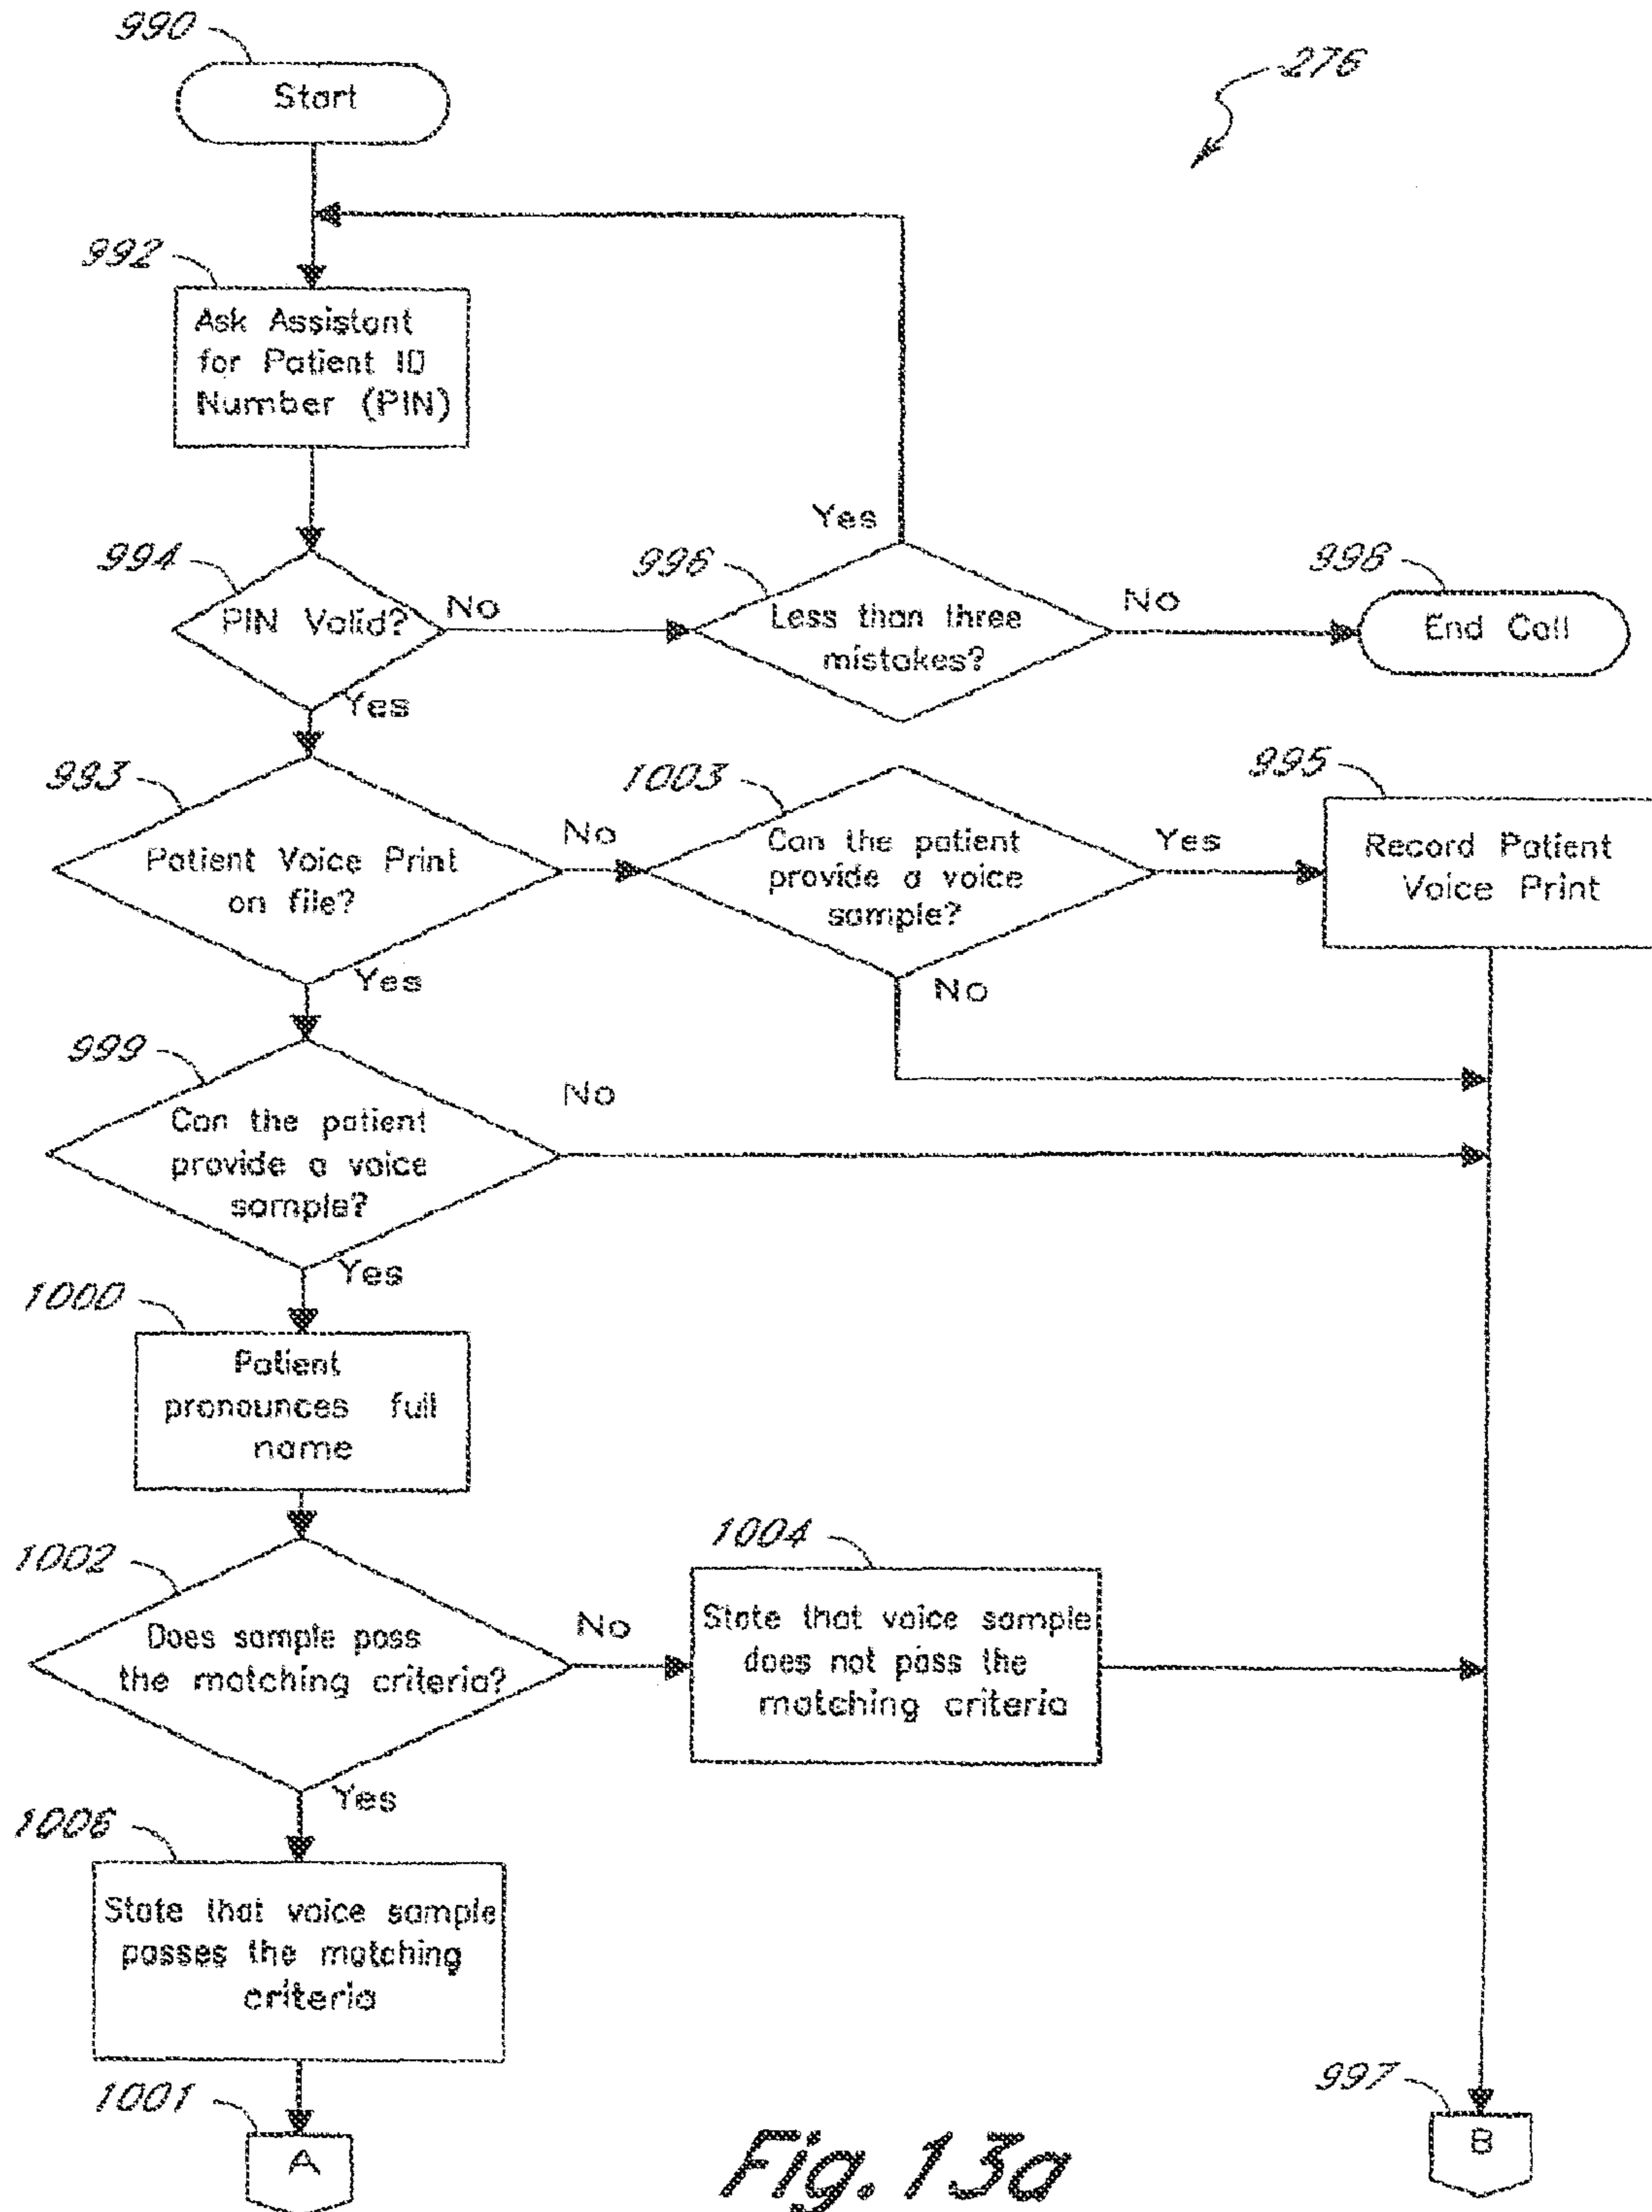 990
Start
276
992
Ask Assistant
for Patient ID
Number (PIN)
994
PIN Valid?
No
Yes
996
Less than three
mistakes?
Yes
No
998
End Call
993
Patient Voice Print
on file?
No
Yes
1003
Can the patient
provide a voice
sample?
Yes
No
995
Record Patient
Voice Print
999
Can the patient
provide a voice
sample?
No
Yes
1000
Patient
pronounces full
name
1002
Does sample pass
the matching criteria?
No
Yes
1004
State that voice sample
does not pass the
matching criteria
1006
State that voice sample
passes the matching
criteria
1001
A
997
B
Fig. 13a